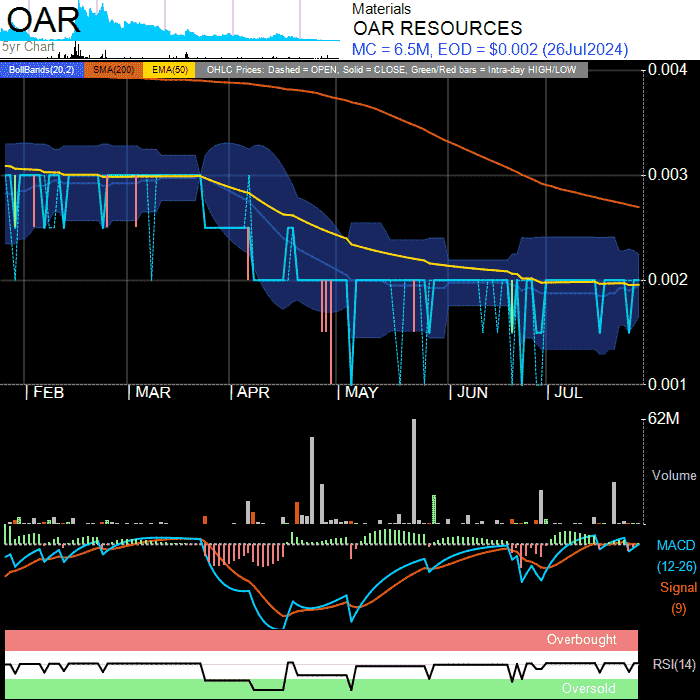 OAR
5yr Chart
Materials
OAR RESOURCES
MC = 6.5M, EOD = $0.002 (26Jul2024)
BollBands(20,2) SMA(200) EMA(50) OHLC Prices: Dashed = OPEN, Solid = CLOSE, Green/Red bars = Intra-day HIGH/LOW
0.004
0.003
0.002
0.001
FEB MAR APR MAY JUN JUL
62M
Volume
MACD
(12-26)
Signal
(9)
Overbought
RSI(14)
Oversold